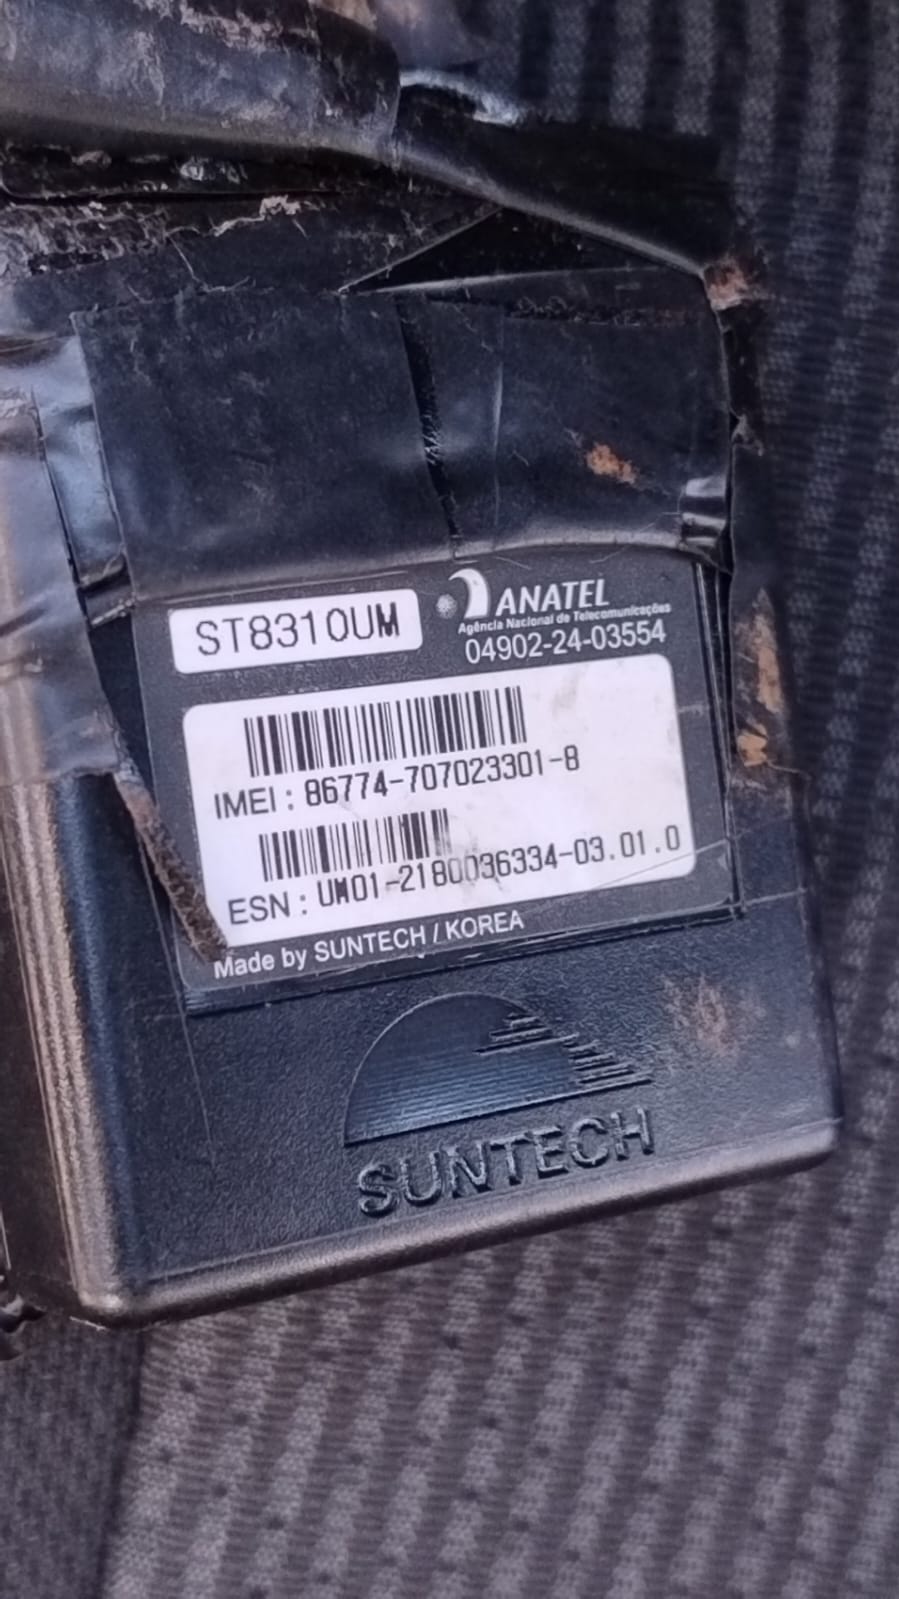 ST8310UM
ANATEL
Agência Nacional de Telecomunicações
04902-24-03554
IMEI : 86774-707023301-8
ESN : UM01-2180036334-03.01.0
Made by SUNTECH / KOREA
SUNTECH